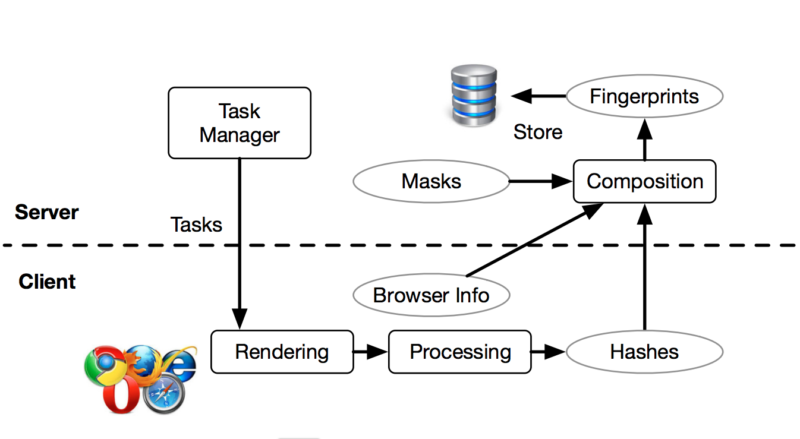 Task
Manager
Fingerprints
Store
Masks
Composition
Server
Tasks
Client
Browser Info
Rendering
Processing
Hashes